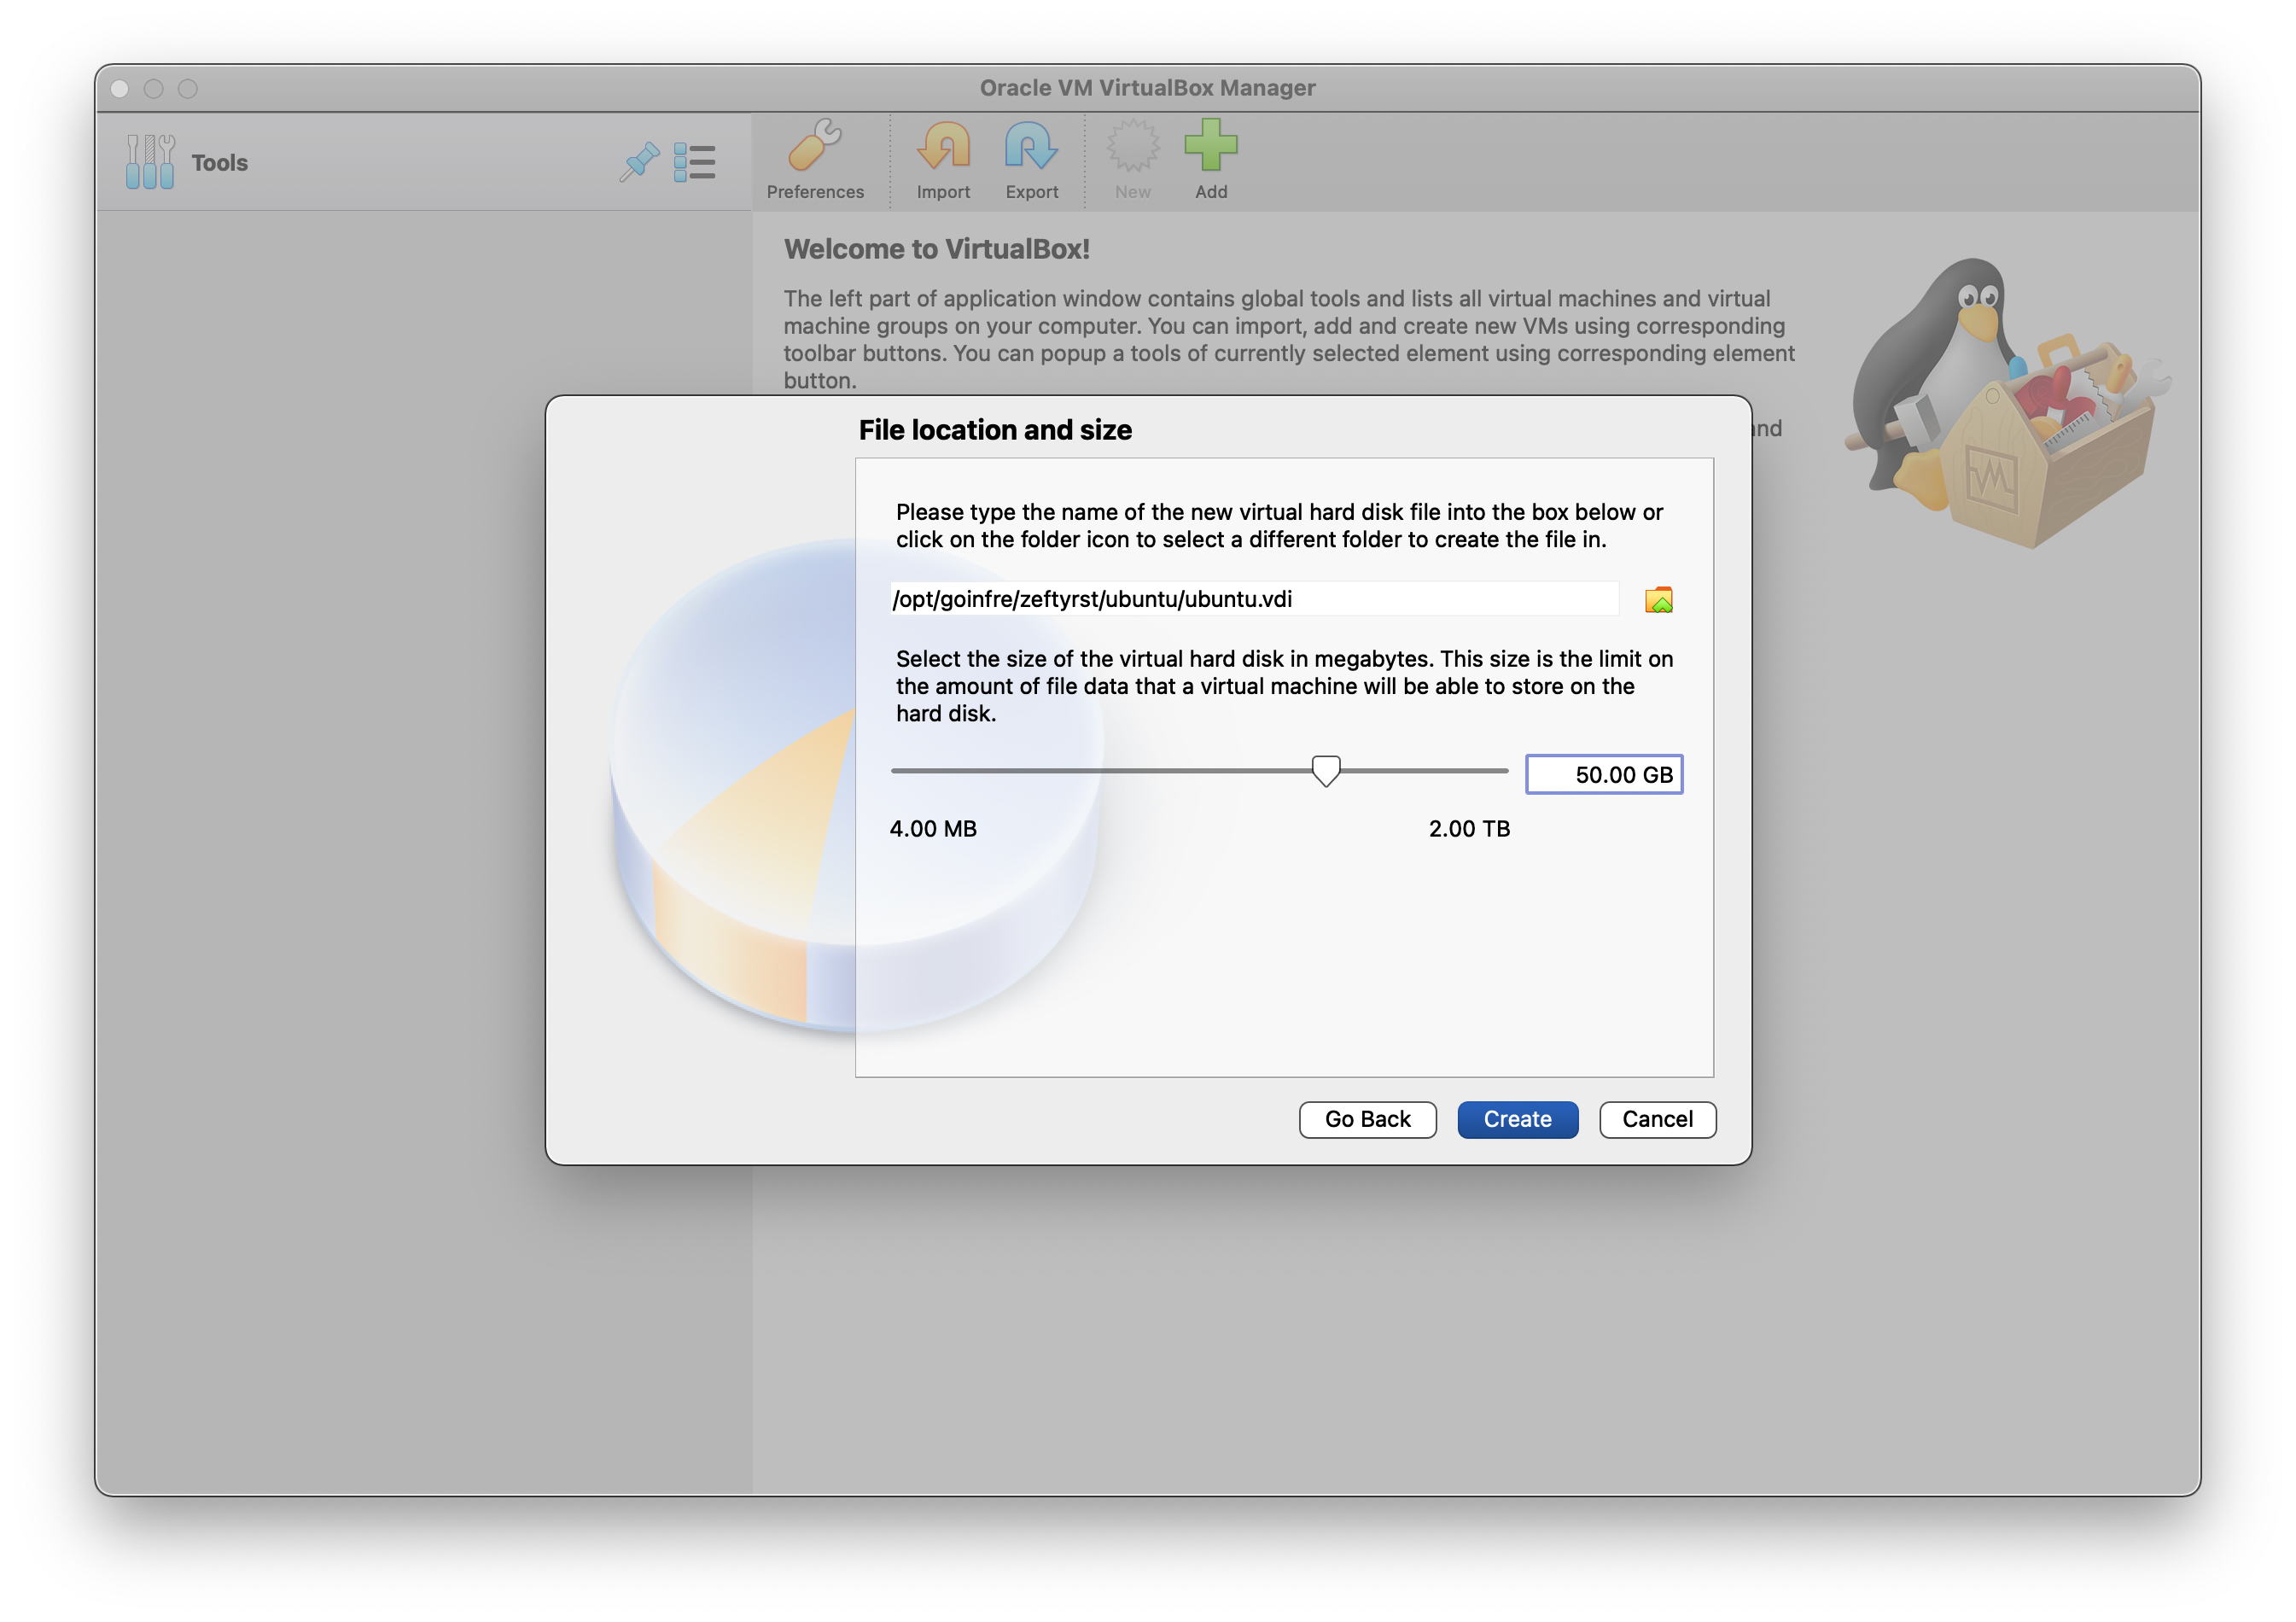 Oracle VM VirtualBox Manager
Tools
Preferences
Import
Export
New
Add
Welcome to VirtualBox!
The left part of application window contains global tools and lists all virtual machines and virtual
machine groups on your computer. You can import, add and create new VMs using corresponding
toolbar buttons. You can popup a tools of currently selected element using corresponding element
button.
and
File location and size
Please type the name of the new virtual hard disk file into the box below or
click on the folder icon to select a different folder to create the file in.
/opt/goinfre/zeftyrst/ubuntu/ubuntu.vdi
Select the size of the virtual hard disk in megabytes. This size is the limit on
the amount of file data that a virtual machine will be able to store on the
hard disk.
50.00 GB
4.00 MB
2.00 TB
Go Back
Create
Cancel